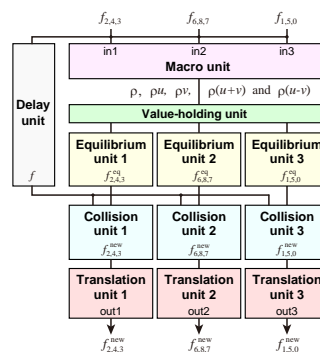 f2,4,3 f6,8,7 f1,5,0
in1 in2 in3
Macro unit
Delay
unit
ρ, ρu, ρv, ρ(u+v) and ρ(u-v)
Value-holding unit
Equilibrium
unit 1
Equilibrium
unit 2
Equilibrium
unit 3
f
f2,4,3eq f6,8,7eq f1,5,0eq
Collision
unit 1
Collision
unit 2
Collision
unit 3
f2,4,3new f6,8,7new f1,5,0new
Translation
unit 1
Translation
unit 2
Translation
unit 3
out1 out2 out3
f2,4,3new f6,8,7new f1,5,0new